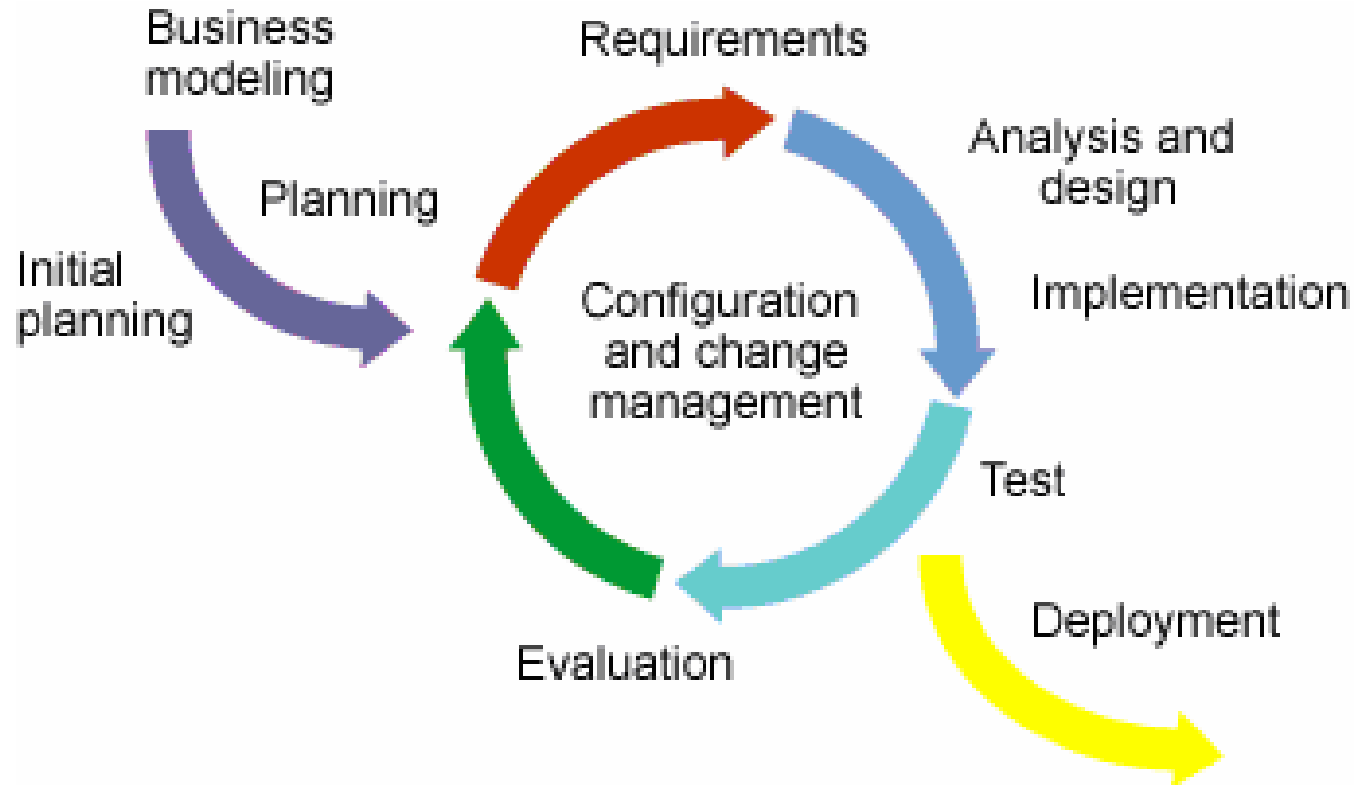 Business
modeling
Requirements
Analysis and
design
Planning
Initial
planning
Implementation
Configuration
and change
management
Test
Deployment
Evaluation